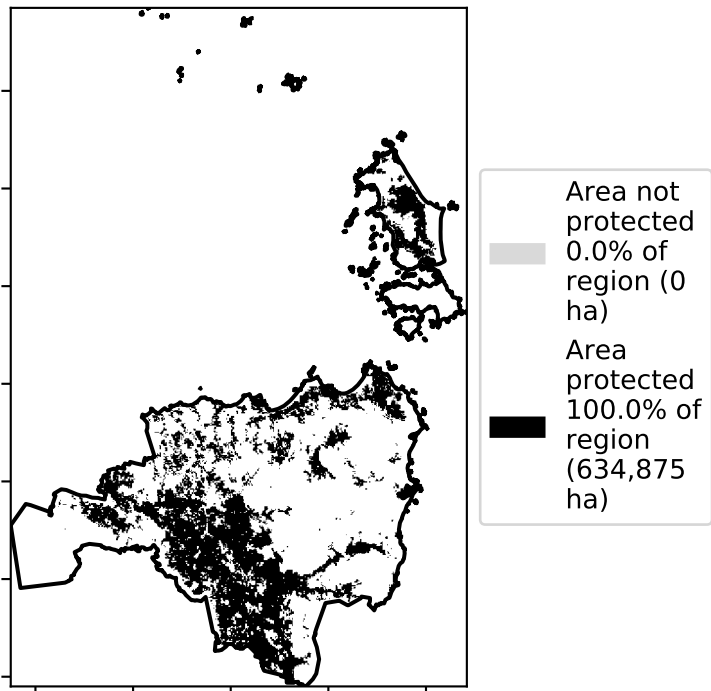 Area not
protected
0.0% of
region (0
ha)
Area
protected
100.0% of
region
(634,875
ha)